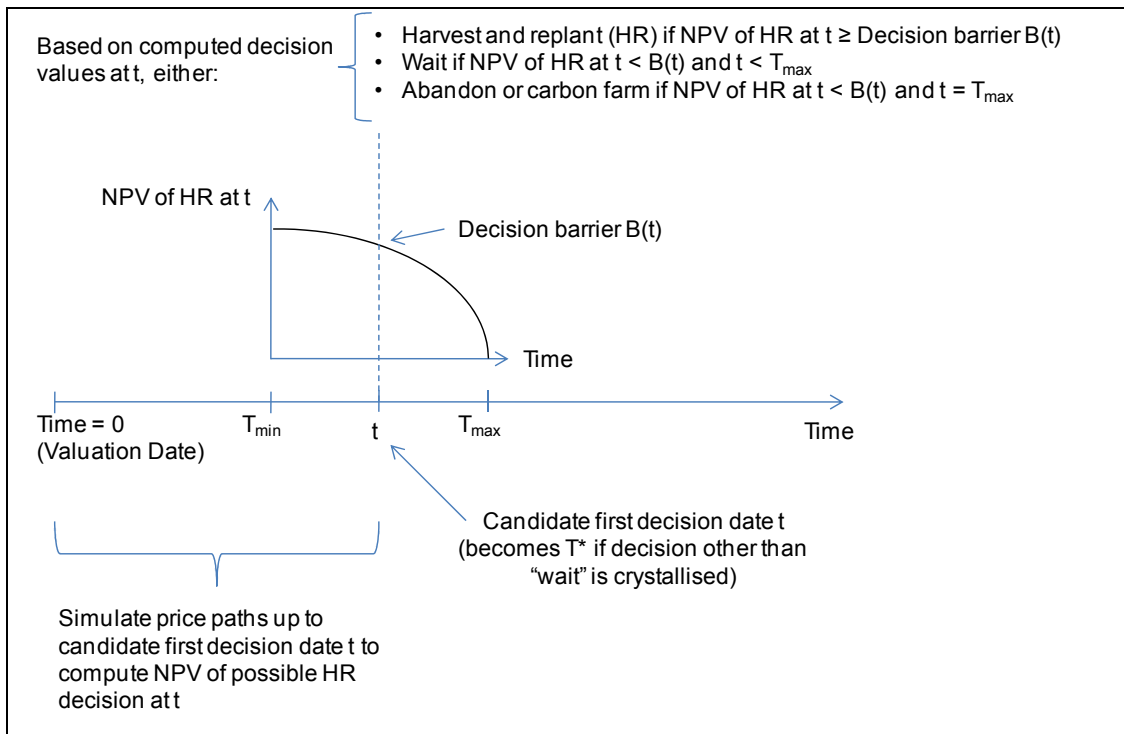 Based on computed decision
values at t, either:
• Harvest and replant (HR) if NPV of HR at t ≥ Decision barrier B(t)
• Wait if NPV of HR at t < B(t) and t < Tmax
• Abandon or carbon farm if NPV of HR at t < B(t) and t = Tmax
NPV of HR at t
Decision barrier B(t)
Time
Time = 0
(Valuation Date)
Tmin
t
Tmax
Time
Candidate first decision date t
(becomes T* if decision other than
“wait” is crystallised)
Simulate price paths up to
candidate first decision date t to
compute NPV of possible HR
decision at t